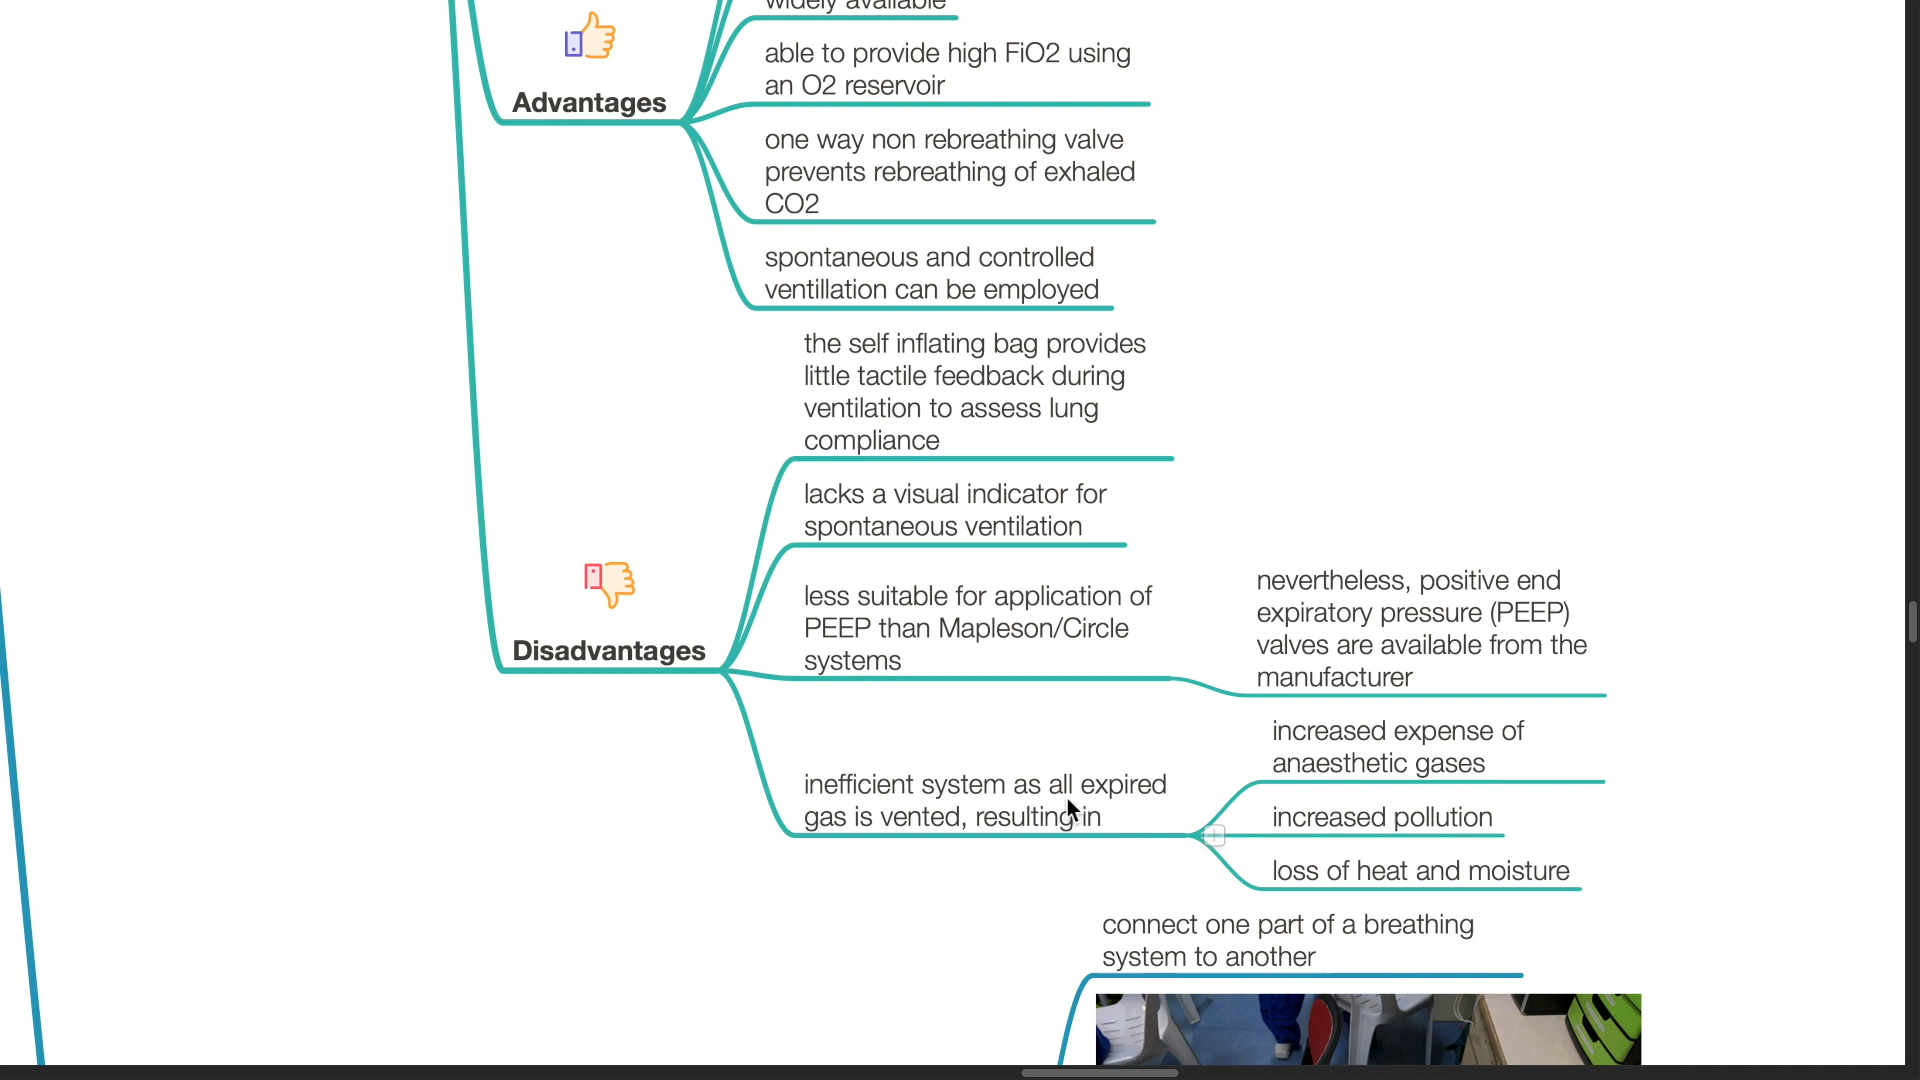 widely available
able to provide high FiO2 using
an O2 reservoir
Advantages
one way non rebreathing valve
prevents rebreathing of exhaled
CO2
spontaneous and controlled
ventillation can be employed
the self inflating bag provides
little tactile feedback during
ventilation to assess lung
compliance
lacks a visual indicator for
spontaneous ventilation
Disadvantages
less suitable for application of
PEEP than Mapleson/Circle
systems
nevertheless, positive end
expiratory pressure (PEEP)
valves are available from the
manufacturer
inefficient system as all expired
gas is vented, resulting in
increased expense of
anaesthetic gases
increased pollution
loss of heat and moisture
connect one part of a breathing
system to another